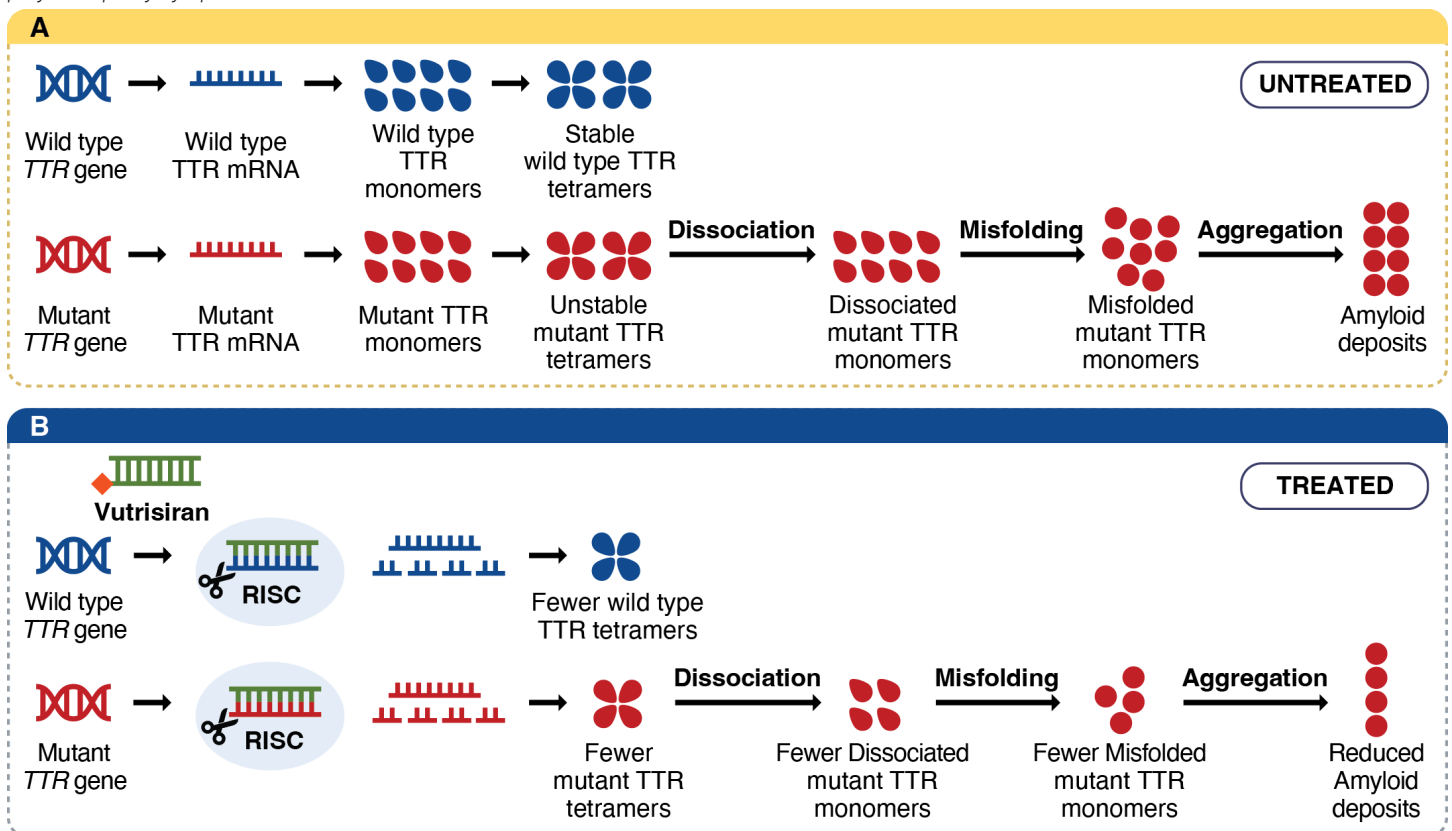 A
UNTREATED
Wild type
TTR gene
Wild type
TTR mRNA
Wild type
TTR
monomers
Stable
wild type TTR
tetramers
Dissociation
Misfolding
Aggregation
Mutant
TTR gene
Mutant
TTR mRNA
Mutant TTR
monomers
Unstable
mutant TTR
tetramers
Dissociated
mutant TTR
monomers
Misfolded
mutant TTR
monomers
Amyloid
deposits
B
TREATED
Vutrisiran
Wild type
TTR gene
RISC
Fewer wild type
TTR tetramers
Dissociation
Misfolding
Aggregation
Mutant
TTR gene
RISC
Fewer
mutant TTR
tetramers
Fewer Dissociated
mutant TTR
monomers
Fewer Misfolded
mutant TTR
monomers
Reduced
Amyloid
deposits